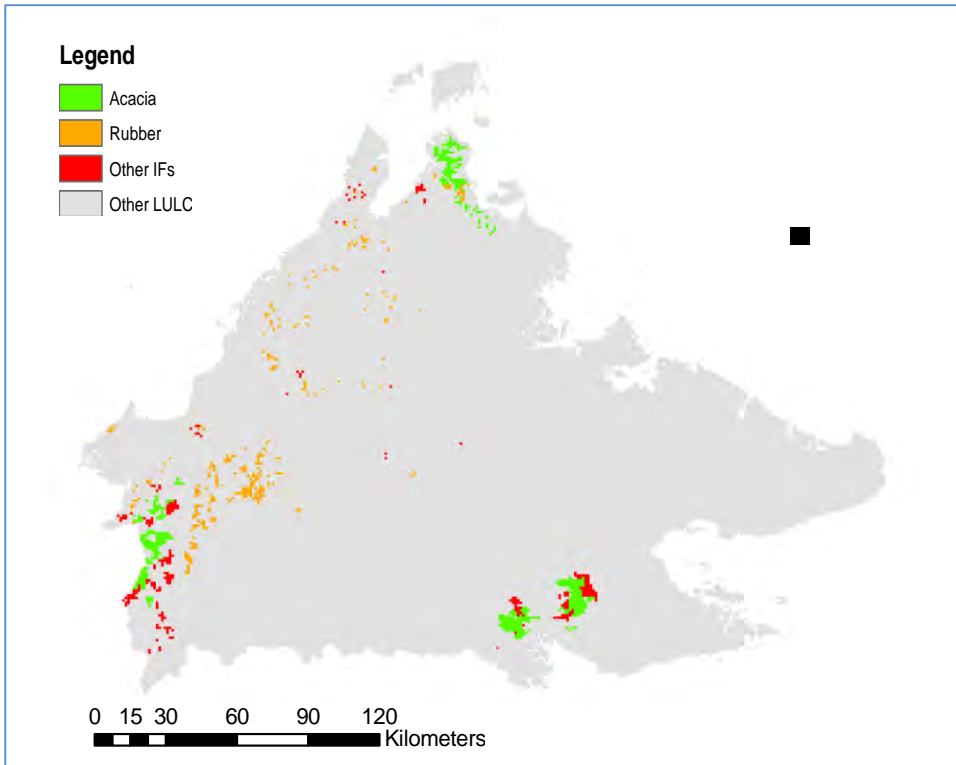 Legend
Acacia
Rubber
Other IFs
Other LULC
0 15 30 60 90 120
Kilometers